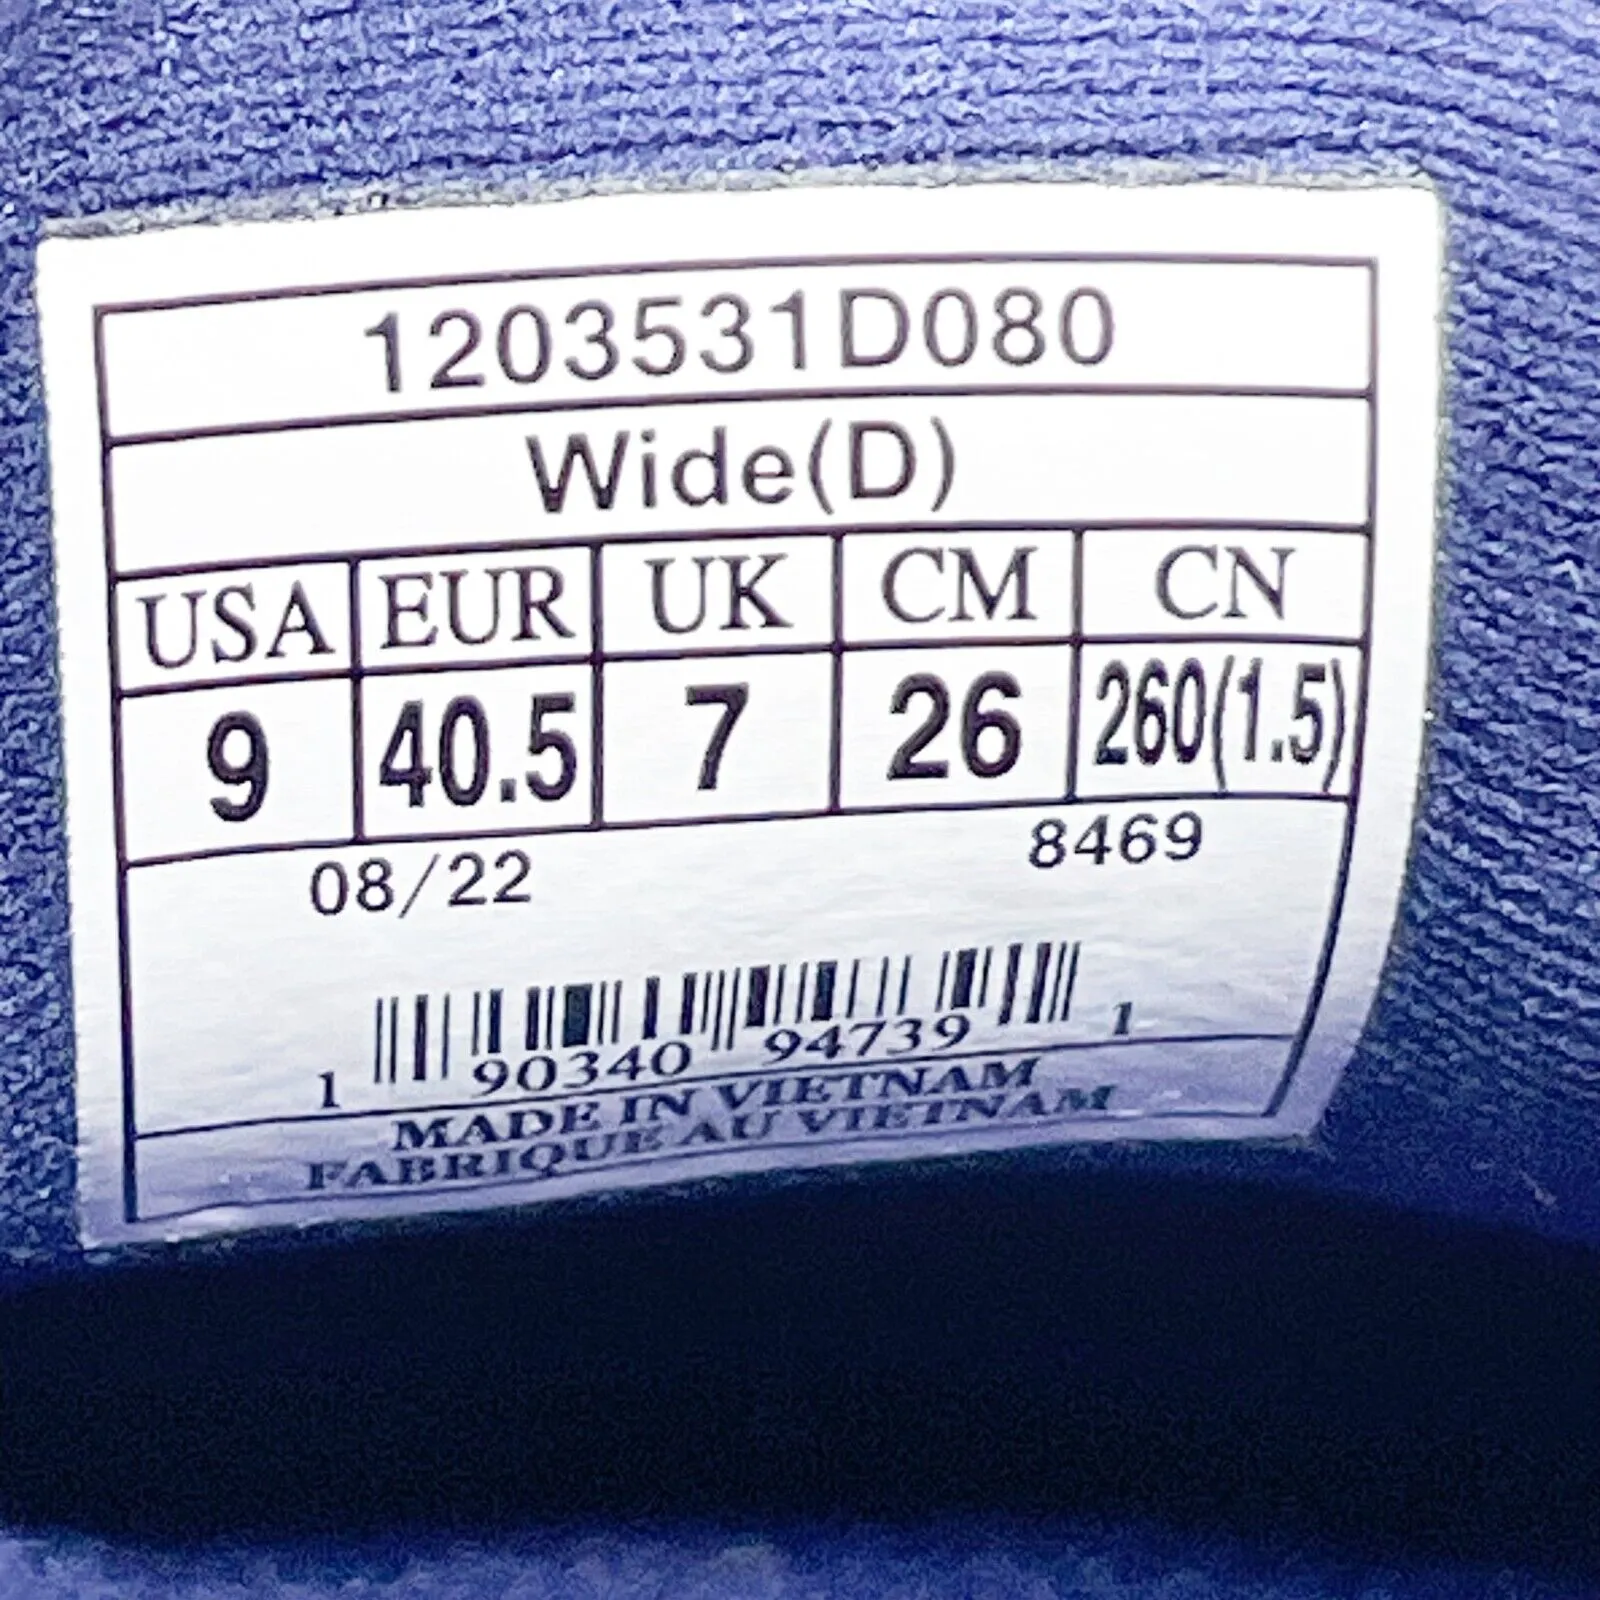 1203531D080
Wide(D)
USA EUR UK CM CN
9 40.5 7 26 260(1.5)
08/22 8469
1 90340 94739 1
MADE IN VIETNAM
FABRIQUE AU VIETNAM